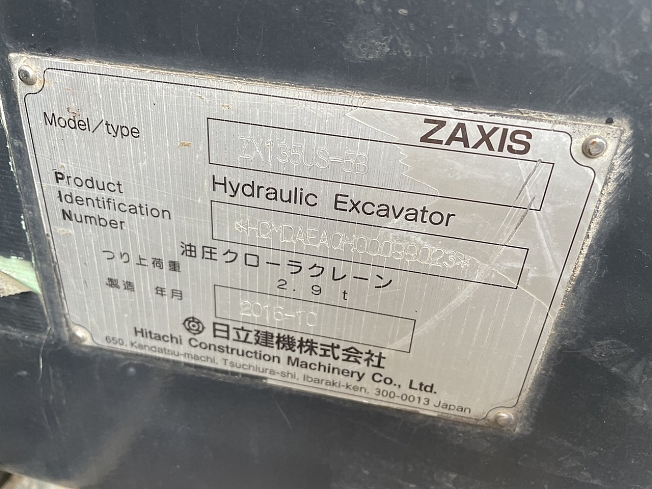 ZAXIS
Model/type ZX135US-5B
Hydraulic Excavator
Product
Identification
Number
油圧クローラクレーン
つり上荷重 2.9t
製造 年月 2016-10
日立建機株式会社
Hitachi Construction Machinery Co., Ltd.
650, Kandatsu-machi, Tsuchiura-shi, Ibaraki-ken, 300-0013 Japan